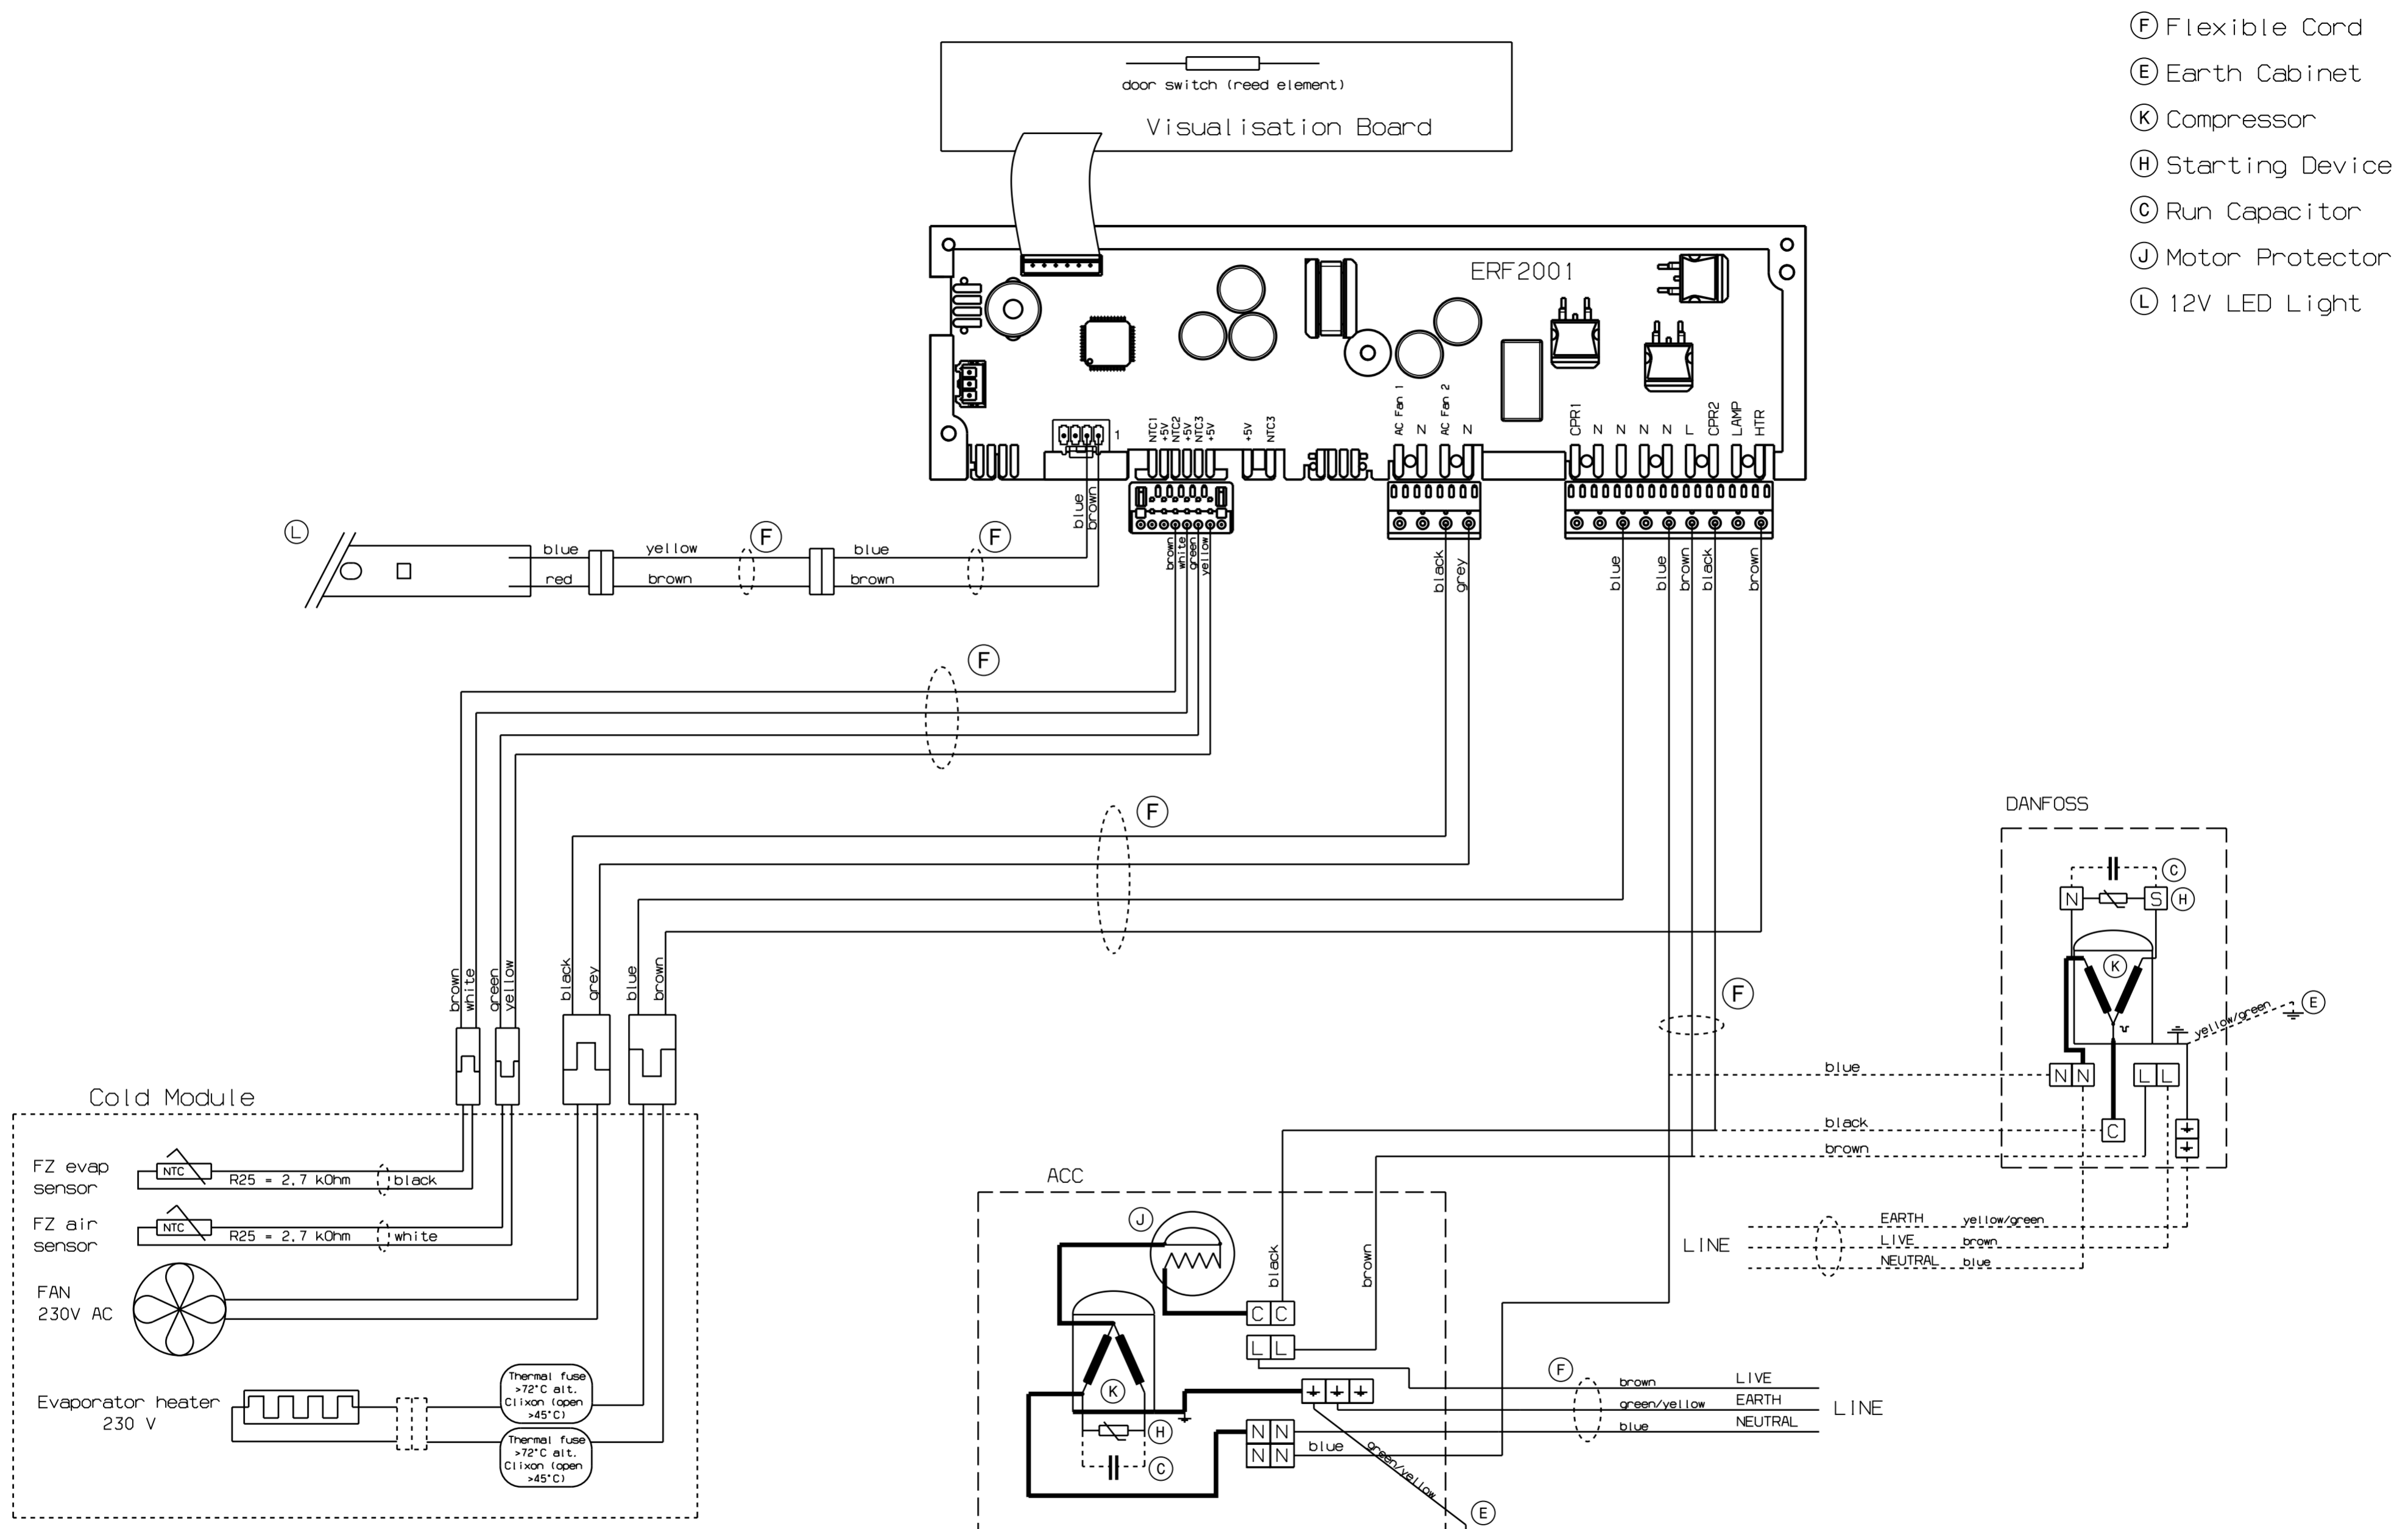 F Flexible Cord
E Earth Cabinet
K Compressor
H Starting Device
C Run Capacitor
J Motor Protector
L 12V LED Light
door switch (reed element)
Visualisation Board
ERF2001
1
NTC1
+5V
NTC2
+5V
NTC3
+5V
+5V
NTC3
AC Fan 1
N
AC Fan 2
N
CPR1
N
N
N
N
L
CPR2
LAMP
HTR
blue
brown
L
blue
yellow
F
blue
F
red
brown
brown
brown
white
green
yellow
black
grey
blue
blue
brown
black
brown
F
F
F
brown
white
green
yellow
black
grey
blue
brown
Cold Module
FZ evap
sensor
NTC
R25 = 2,7 kOhm
black
FZ air
sensor
NTC
R25 = 2,7 kOhm
white
FAN
230V AC
Evaporator heater
230 V
Thermal fuse
>72°C alt.
Clixon (open
>45°C)
Thermal fuse
>72°C alt.
Clixon (open
>45°C)
DANFOSS
C
N
S
H
K
yellow/green
E
N N
L L
C
blue
black
brown
LINE
EARTH yellow/green
LIVE brown
NEUTRAL blue
ACC
J
black
brown
C C
L L
K
H
C
N N
N N
blue
green/yellow
E
F
brown LIVE
green/yellow EARTH
blue NEUTRAL
LINE